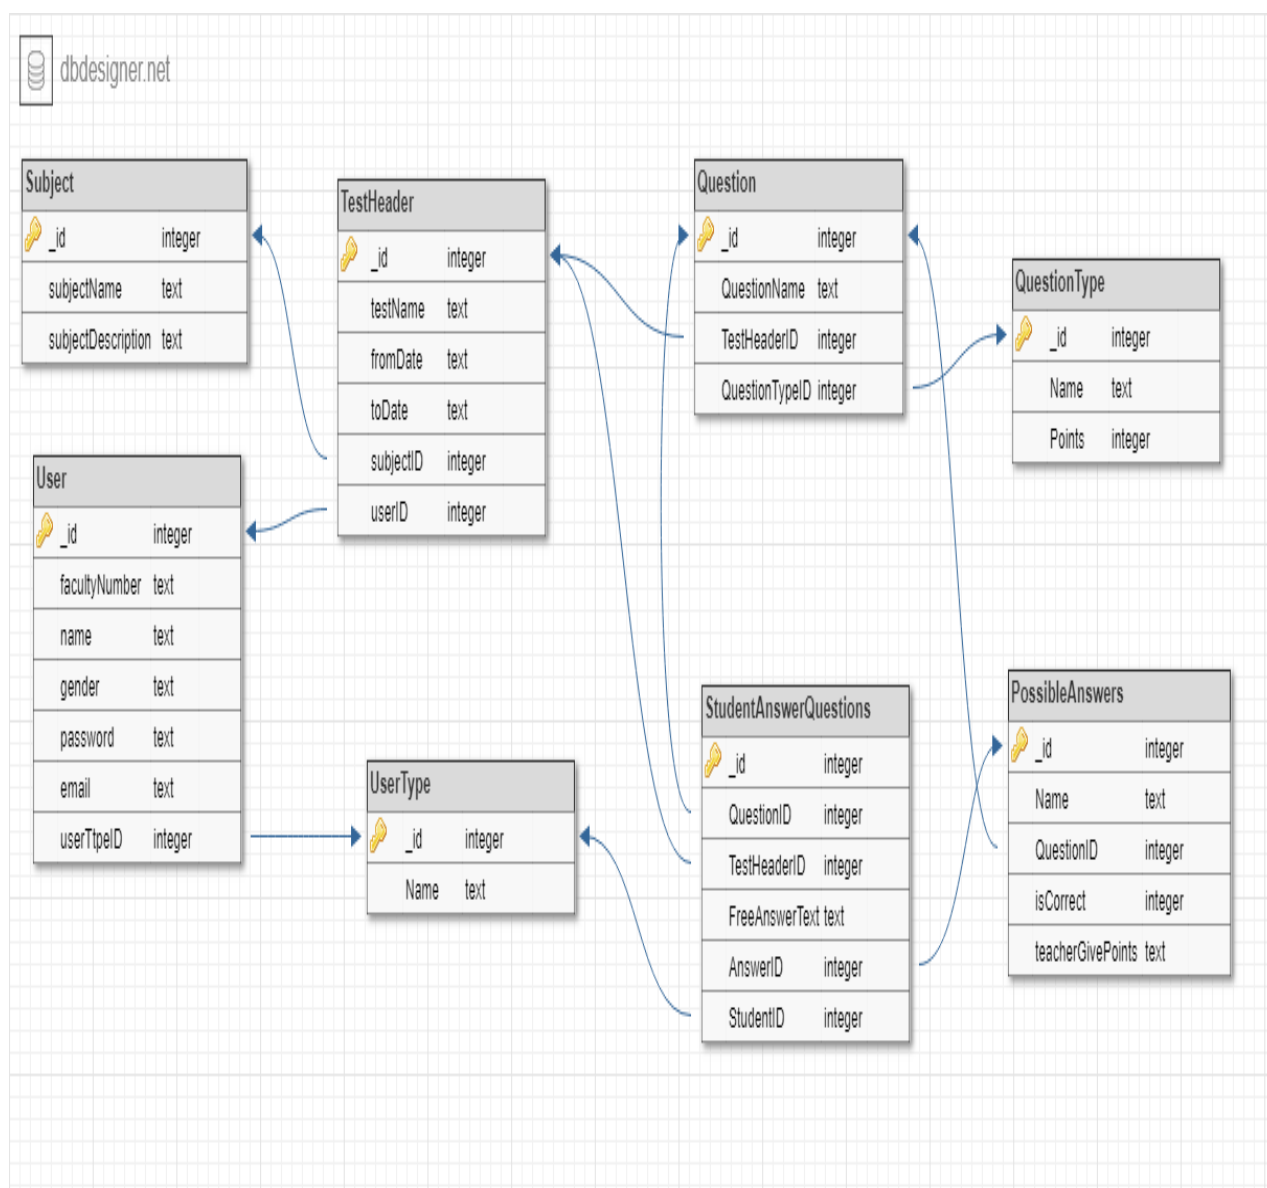 dbdesigner.net
Subject
_id integer
subjectName text
subjectDescription text
TestHeader
_id integer
testName text
fromDate text
toDate text
subjectID integer
userID integer
Question
_id integer
QuestionName text
TestHeaderID integer
QuestionTypeID integer
QuestionType
_id integer
Name text
Points integer
User
_id integer
facultyNumber text
name text
gender text
password text
email text
userTtpeID integer
UserType
_id integer
Name text
StudentAnswerQuestions
_id integer
QuestionID integer
TestHeaderID integer
FreeAnswerText text
AnswerID integer
StudentID integer
PossibleAnswers
_id integer
Name text
QuestionID integer
isCorrect integer
teacherGivePoints text